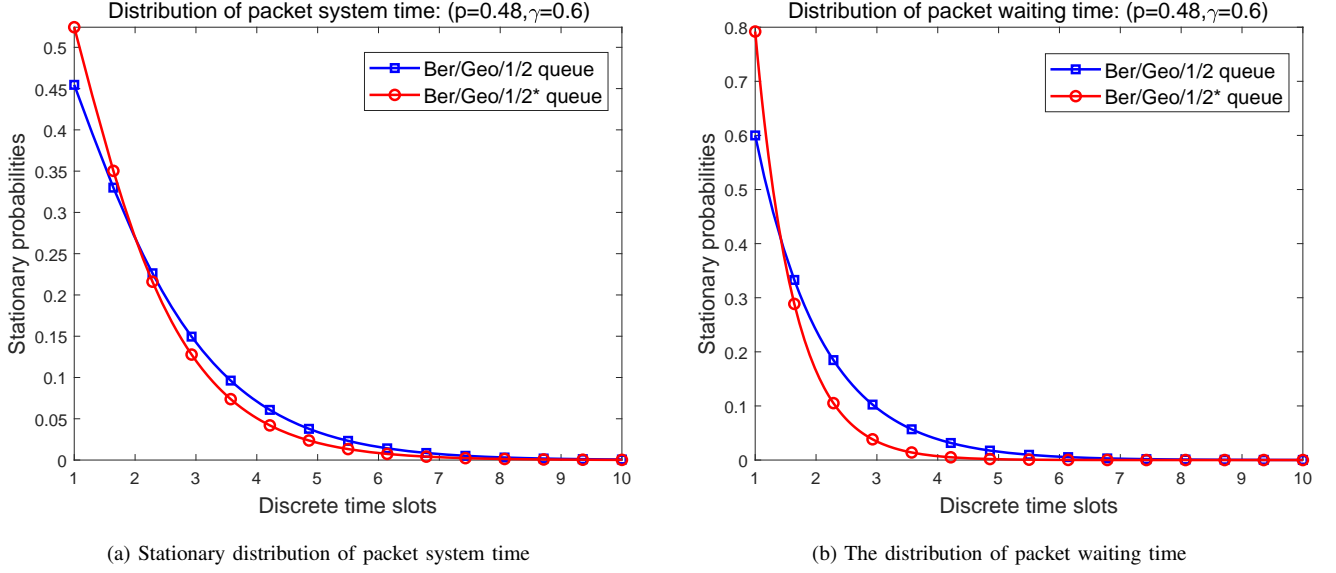 Distribution of packet system time: (p=0.48,γ=0.6)
0.5
0.45
0.4
0.35
0.3
0.25
0.2
0.15
0.1
0.05
0
Stationary probabilities
Ber/Geo/1/2 queue
Ber/Geo/1/2* queue
1 2 3 4 5 6 7 8 9 10
Discrete time slots
(a) Stationary distribution of packet system time
Distribution of packet waiting time: (p=0.48,γ=0.6)
0.8
0.7
0.6
0.5
0.4
0.3
0.2
0.1
0
Stationary probabilities
Ber/Geo/1/2 queue
Ber/Geo/1/2* queue
1 2 3 4 5 6 7 8 9 10
Discrete time slots
(b) The distribution of packet waiting time